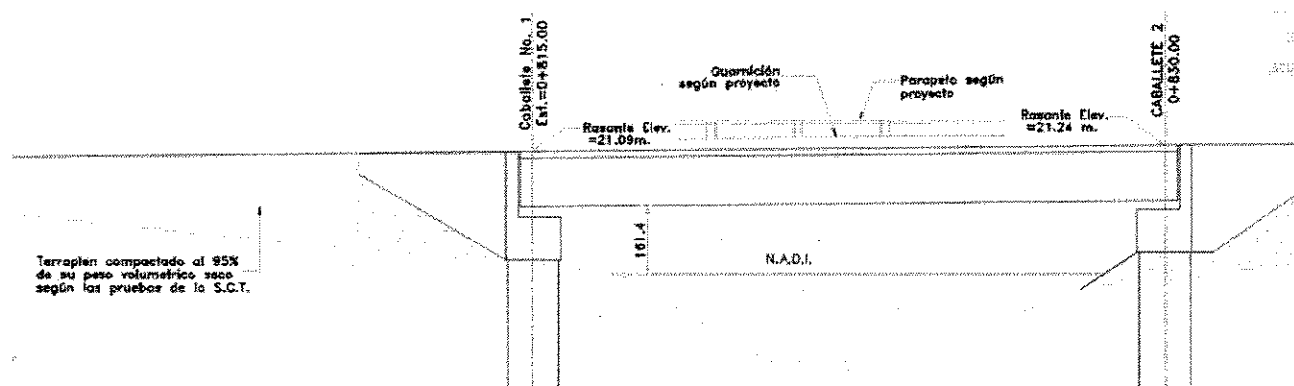 Caballete No. 1
Est.=0+815.00
Guarnición
según proyecto
Parapeto según
proyecto
CABALLETE 2
0+830.00
Rasante Elev.
=21.09m.
Rasante Elev.
=21.24 m.
161.4
N.A.D.I.
Terraplen compactado al 95%
de su peso volumetrico seco
según las pruebas de la S.C.T.